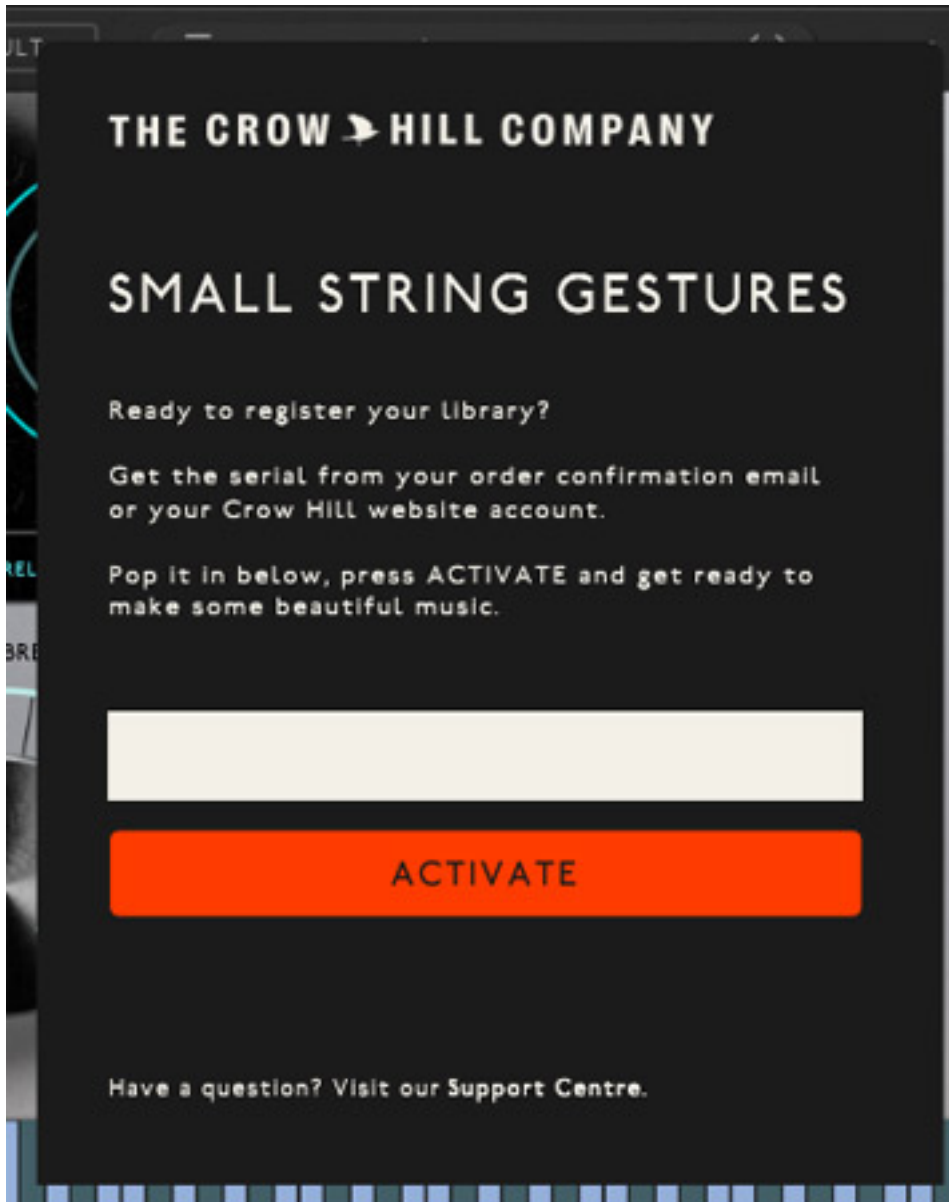 THE CROW HILL COMPANY
SMALL STRING GESTURES
Ready to register your library?
Get the serial from your order confirmation email
or your Crow Hill website account.
Pop it in below, press ACTIVATE and get ready to
make some beautiful music.
ACTIVATE
Have a question? Visit our Support Centre.